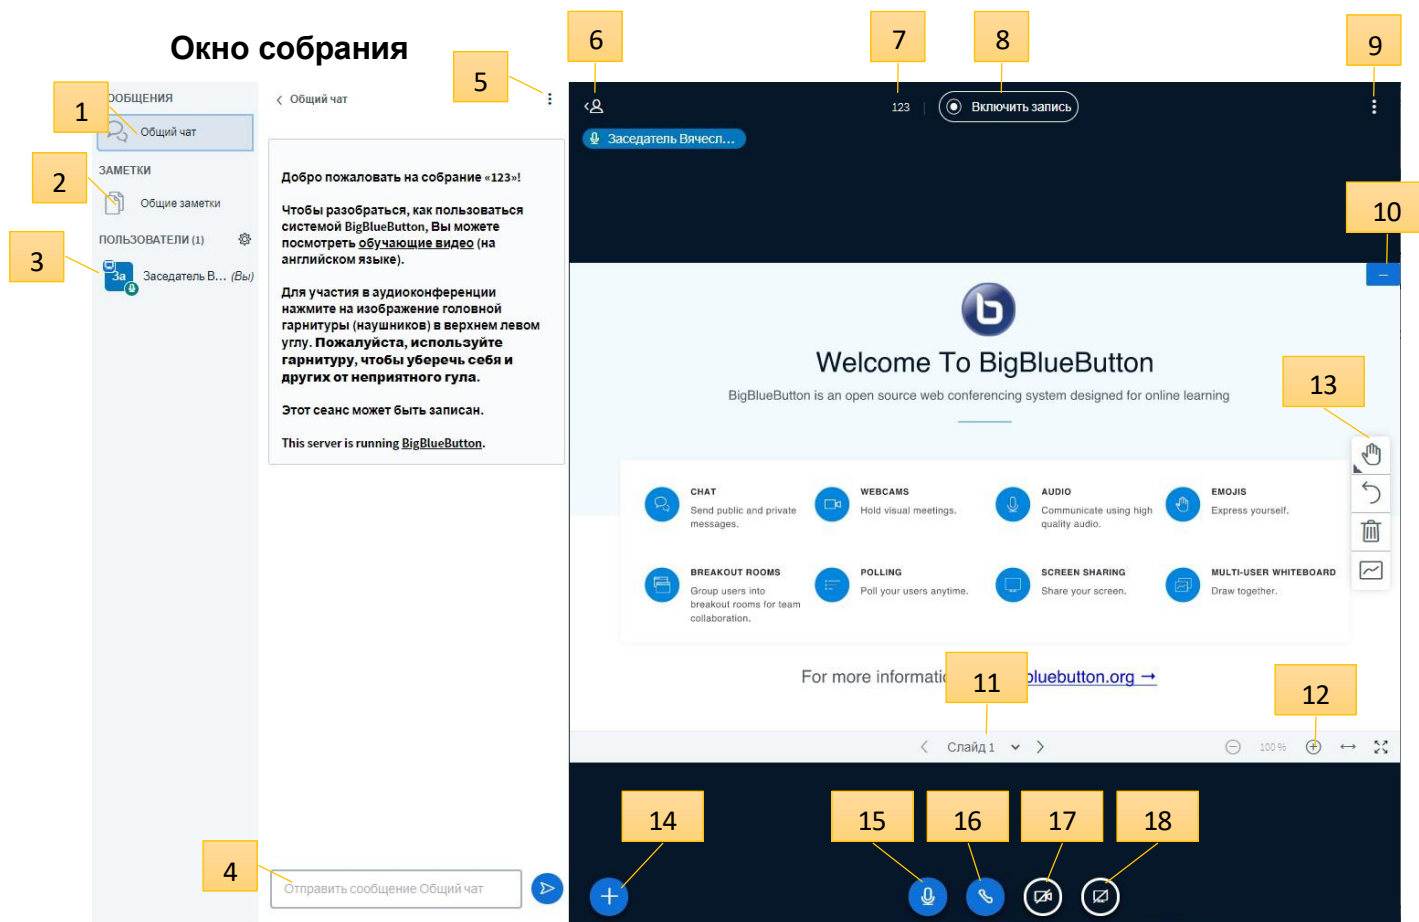 Окно собрания
1
2
3
4
5
6
7
8
9
10
11
12
13
14
15
16
17
18
ООБЩЕНИЯ
Общий чат
ЗАМЕТКИ
Общие заметки
ПОЛЬЗОВАТЕЛИ (1)
За
Заседатель В... (Вы)
Общий чат
Добро пожаловать на собрание «123»!
Чтобы разобраться, как пользоваться
системой BigBlueButton, Вы можете
посмотреть обучающие видео (на
английском языке).
Для участия в аудиоконференции
нажмите на изображение головной
гарнитуры (наушников) в верхнем левом
углу. Пожалуйста, используйте
гарнитуру, чтобы уберечь себя и
других от неприятного гула.
Этот сеанс может быть записан.
This server is running BigBlueButton.
Отправить сообщение Общий чат
123
Включить запись
Заседатель Вячесл...
b
Welcome To BigBlueButton
BigBlueButton is an open source web conferencing system designed for online learning
CHAT
Send public and private
messages.
WEBCAMS
Hold visual meetings.
AUDIO
Communicate using high
quality audio.
EMOJIS
Express yourself.
BREAKOUT ROOMS
Group users into
breakout rooms for team
collaboration.
POLLING
Poll your users anytime.
SCREEN SHARING
Share your screen.
MULTI-USER WHITEBOARD
Draw together.
For more informati bluebutton.org →
Слайд 1
100 %